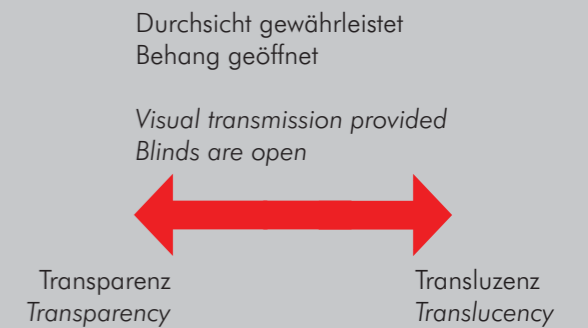 Durchsicht gewährleistet
Behang geöffnet
Visual transmission provided
Blinds are open
Transparenz
Transparency
Transluzenz
Translucency